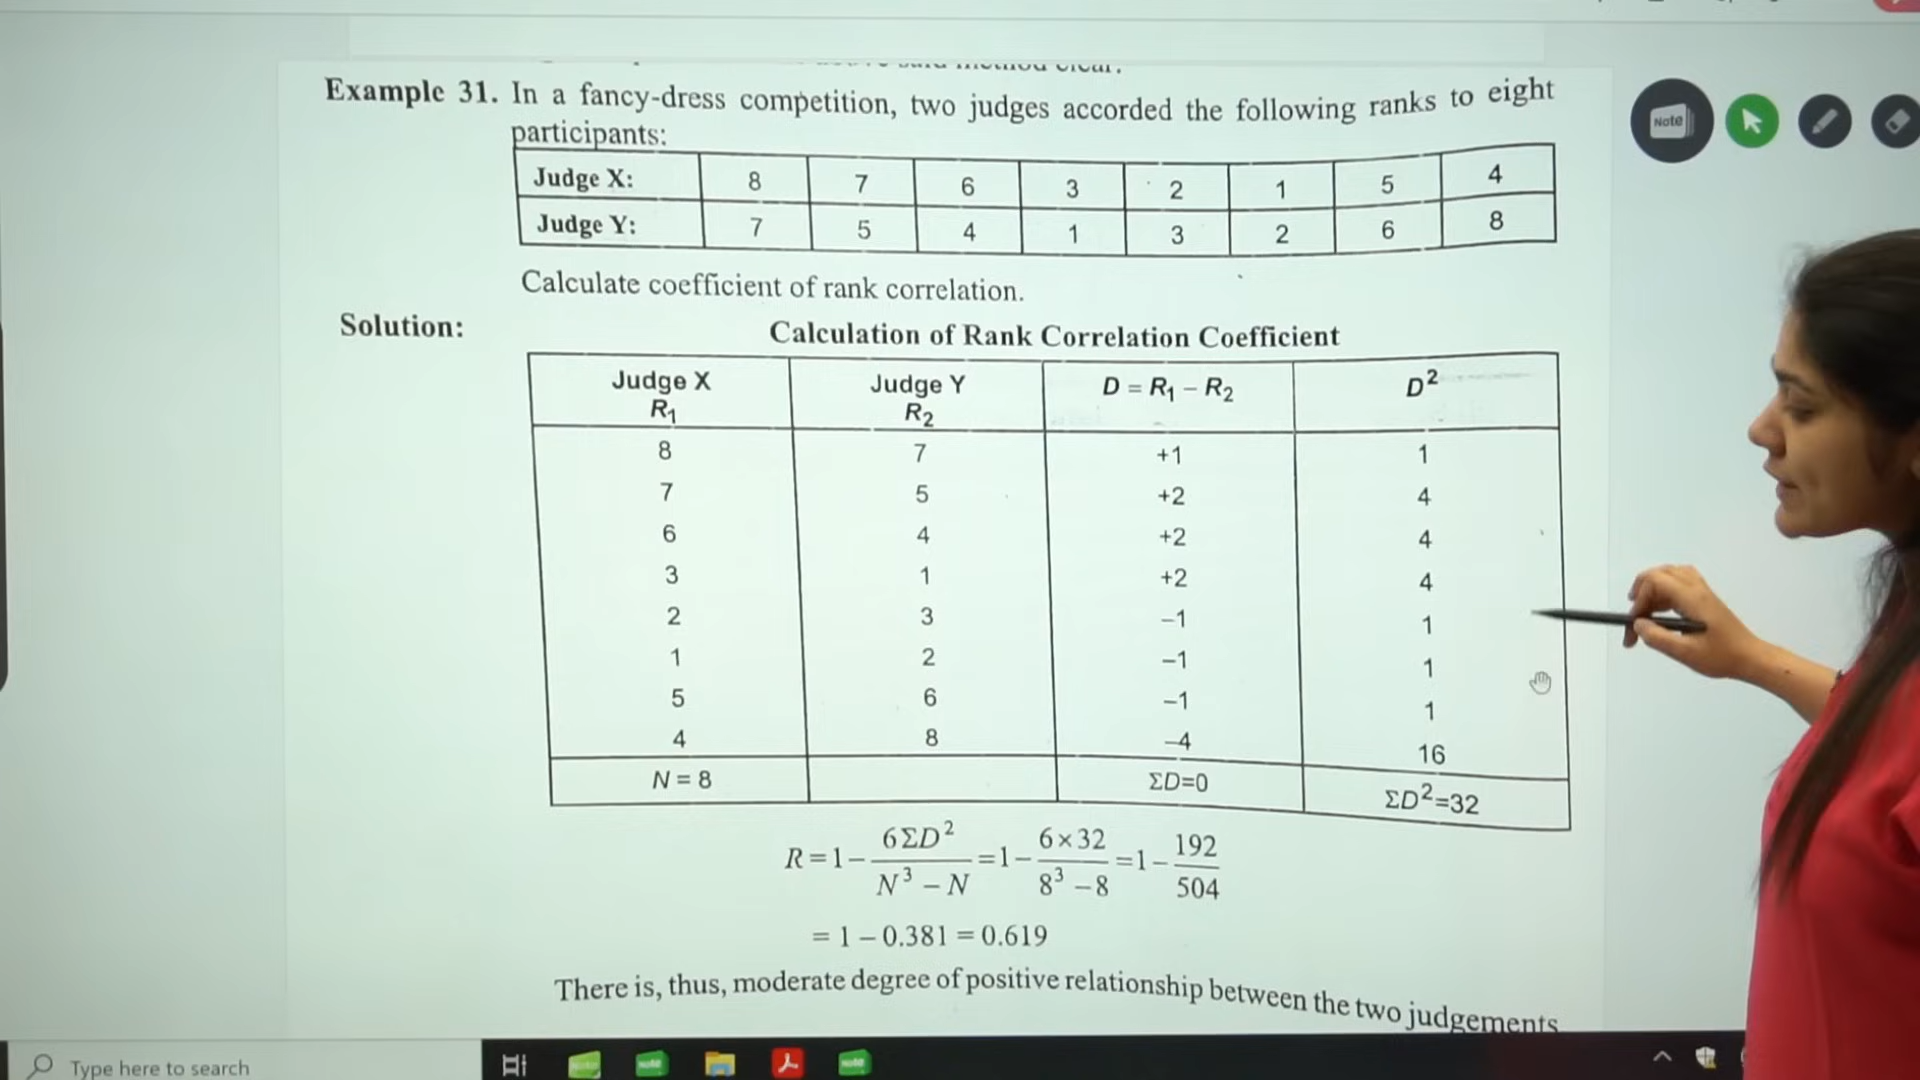 Example 31. In a fancy-dress competition, two judges accorded the following ranks to eight
participants:
Judge X: 8 7 6 3 2 1 5 4
Judge Y: 7 5 4 1 3 2 6 8
Calculate coefficient of rank correlation.
Solution: Calculation of Rank Correlation Coefficient
Judge X Judge Y D = R₁ – R₂ D²
R₁ R₂
8 7 +1 1
7 5 +2 4
6 4 +2 4
3 1 +2 4
2 3 –1 1
1 2 –1 1
5 6 –1 1
4 8 –4 16
N = 8 ΣD=0 ΣD²=32
R = 1 – 6ΣD² / N³ – N = 1 – 6 × 32 / 8³ – 8 = 1 – 192 / 504
= 1 – 0.381 = 0.619
There is, thus, moderate degree of positive relationship between the two judgements
Note
Type here to search